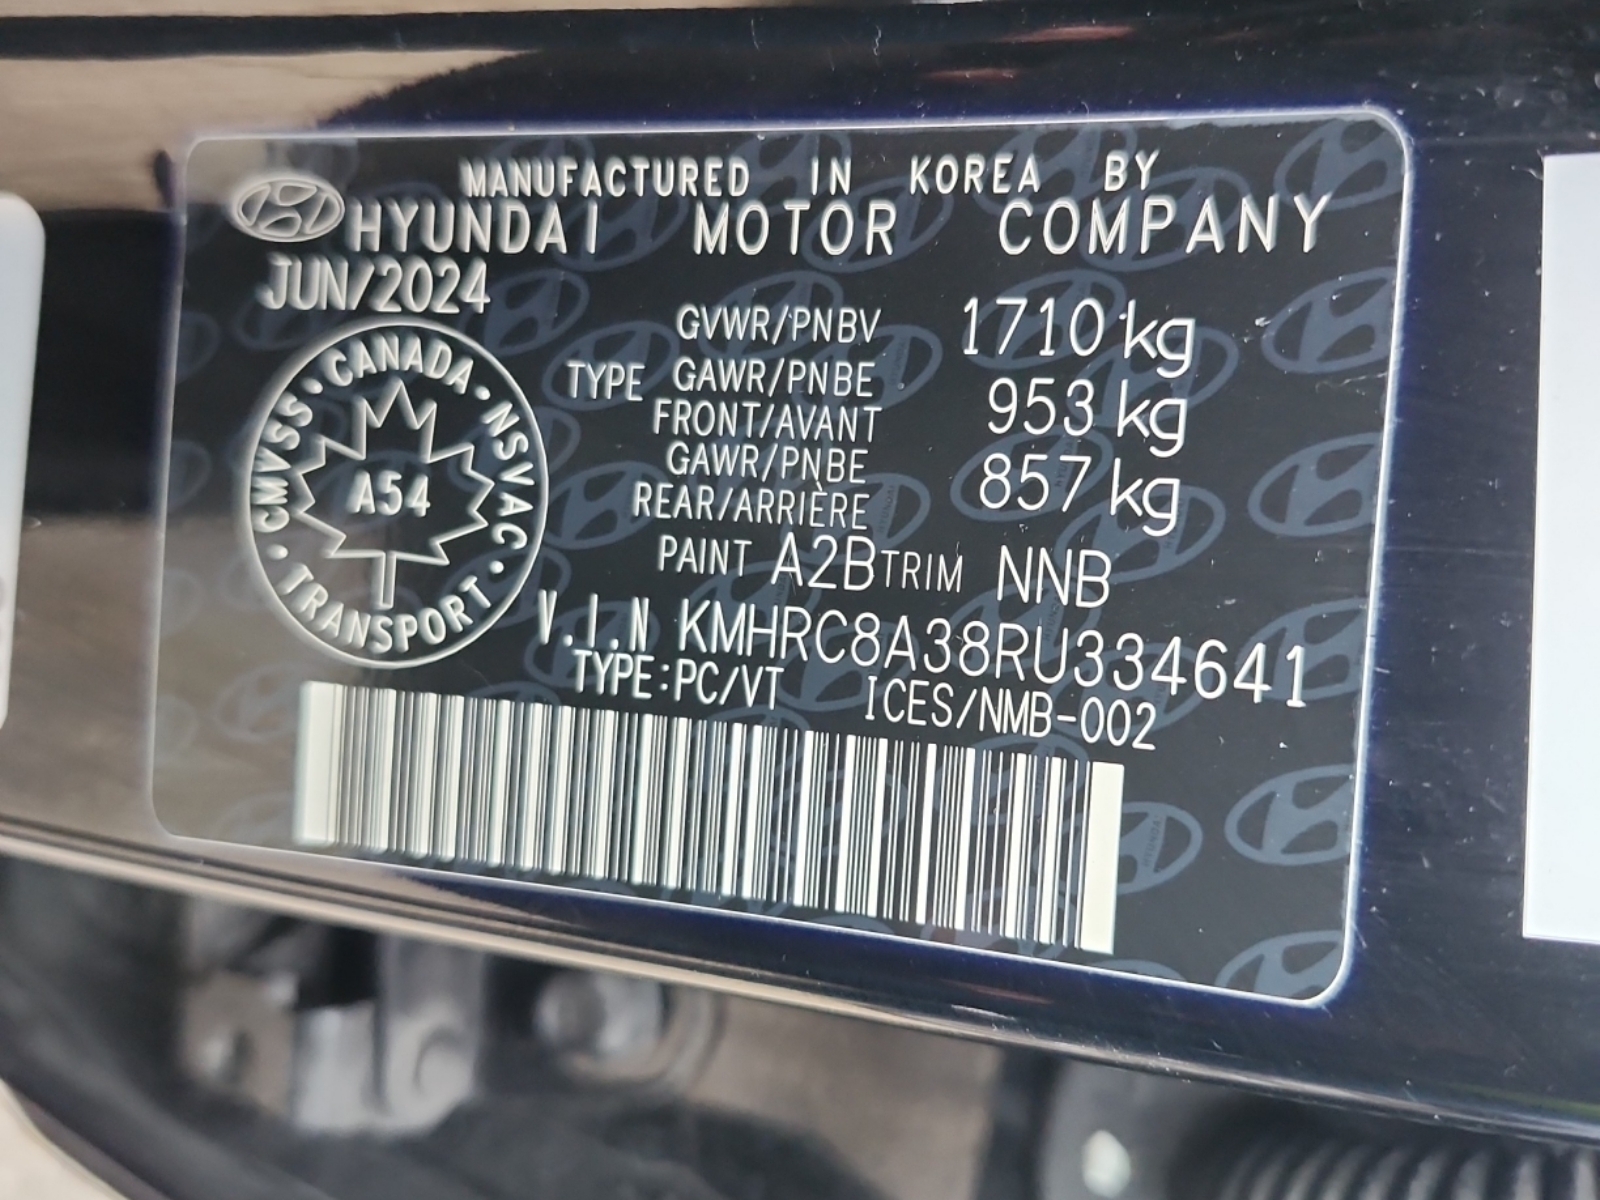 MANUFACTURED IN KOREA BY
HYUNDAI MOTOR COMPANY
JUN/2024
GVWR/PNBV 1710 kg
TYPE GAWR/PNBE FRONT/AVANT 953 kg
GAWR/PNBE REAR/ARRIÈRE 857 kg
PAINT A2B TRIM NNB
V.I.N KMHRC8A38RU334641
TYPE:PC/VT ICES/NMB-002
CANADA · NSVAC · TRANSPORT · CMVSS ·
A54